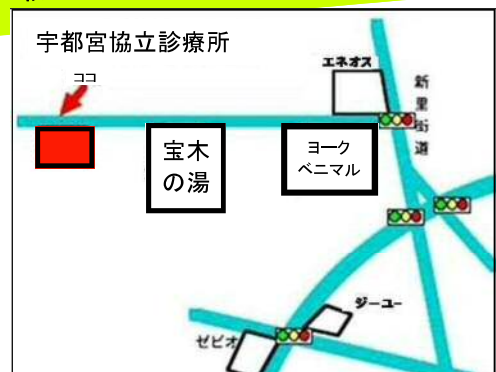 宇都宮協立診療所
ココ
エネオス
新里街道
宝木
の湯
ヨーク
ベニマル
ジーユー
ゼビオ